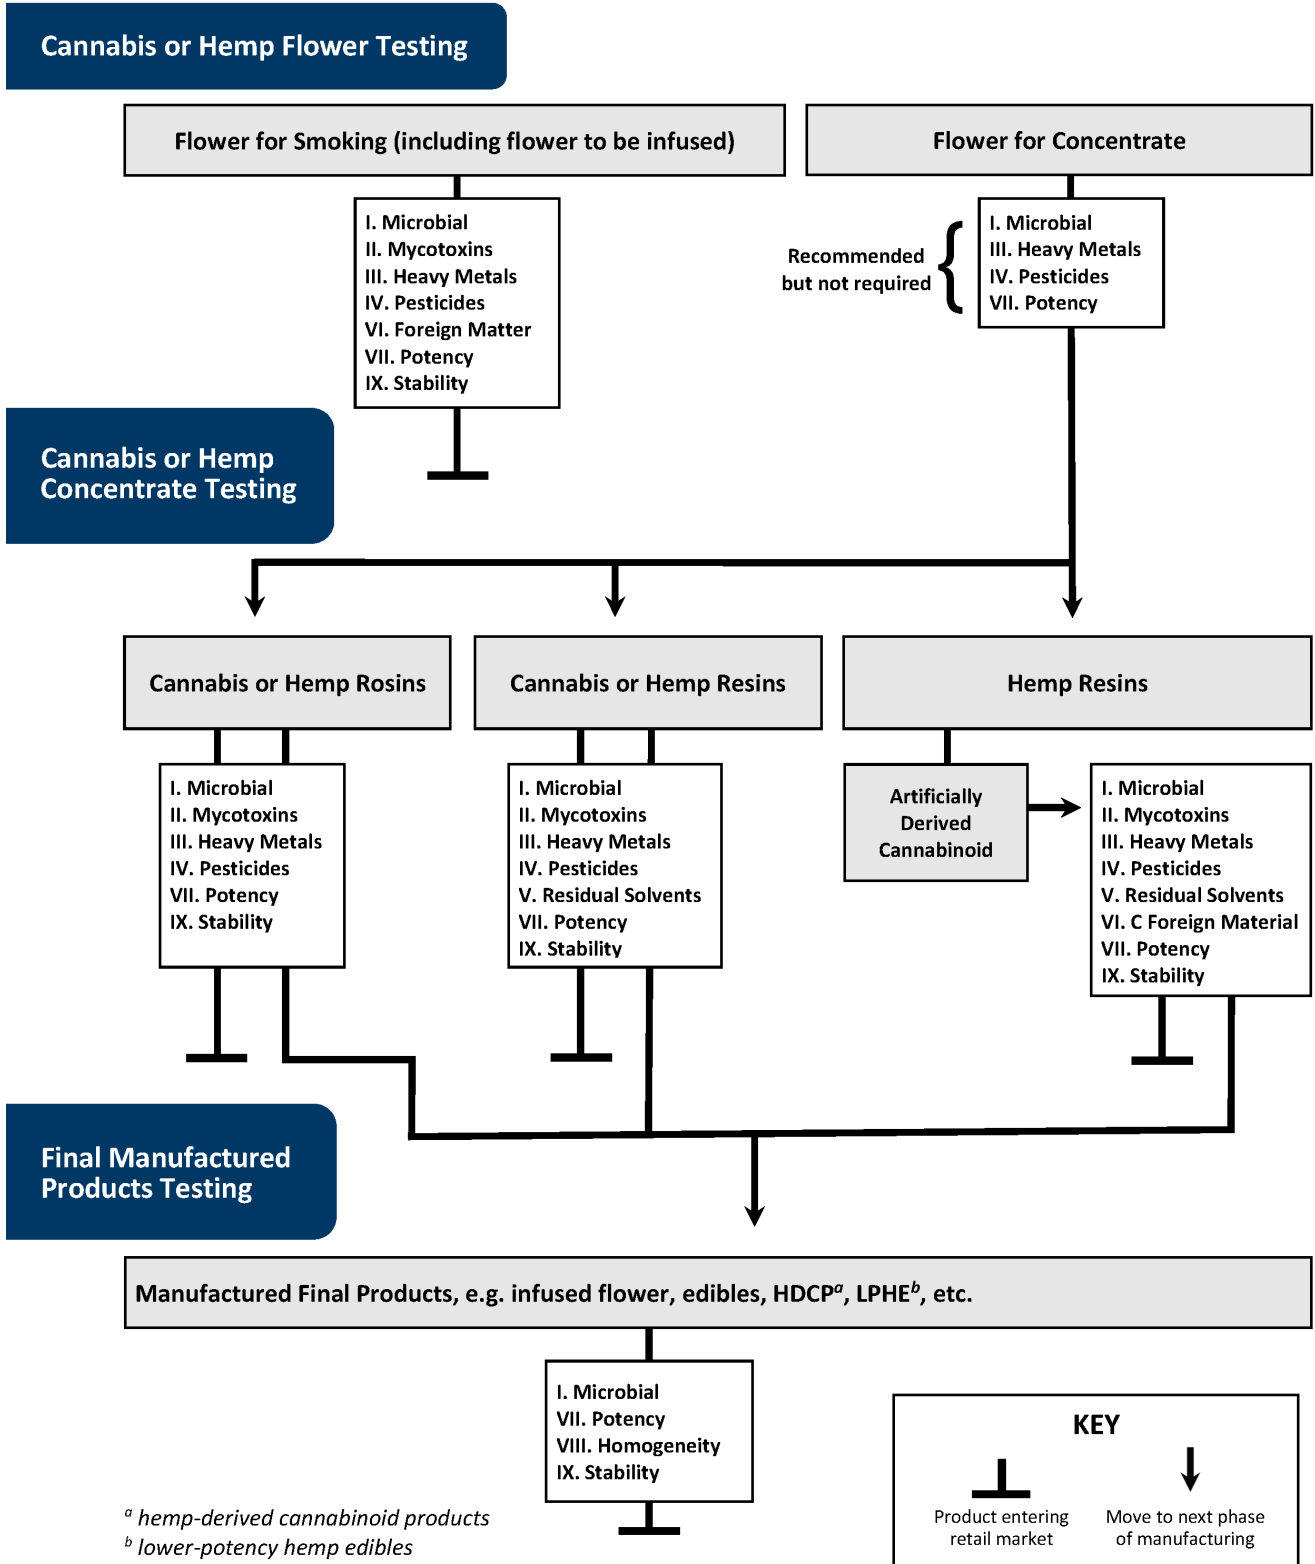 Cannabis or Hemp Flower Testing
Flower for Smoking (including flower to be infused)
I. Microbial
II. Mycotoxins
III. Heavy Metals
IV. Pesticides
VI. Foreign Matter
VII. Potency
IX. Stability
Flower for Concentrate
Recommended
but not required
I. Microbial
III. Heavy Metals
IV. Pesticides
VII. Potency
Cannabis or Hemp
Concentrate Testing
Cannabis or Hemp Rosins
I. Microbial
II. Mycotoxins
III. Heavy Metals
IV. Pesticides
VII. Potency
IX. Stability
Cannabis or Hemp Resins
I. Microbial
II. Mycotoxins
III. Heavy Metals
IV. Pesticides
V. Residual Solvents
VII. Potency
IX. Stability
Hemp Resins
Artificially
Derived
Cannabinoid
I. Microbial
II. Mycotoxins
III. Heavy Metals
IV. Pesticides
V. Residual Solvents
VI. C Foreign Material
VII. Potency
IX. Stability
Final Manufactured
Products Testing
Manufactured Final Products, e.g. infused flower, edibles, HDCPᵃ, LPHEᵇ, etc.
I. Microbial
VII. Potency
VIII. Homogeneity
IX. Stability
ᵃ hemp-derived cannabinoid products
ᵇ lower-potency hemp edibles
KEY
Product entering
retail market
Move to next phase
of manufacturing